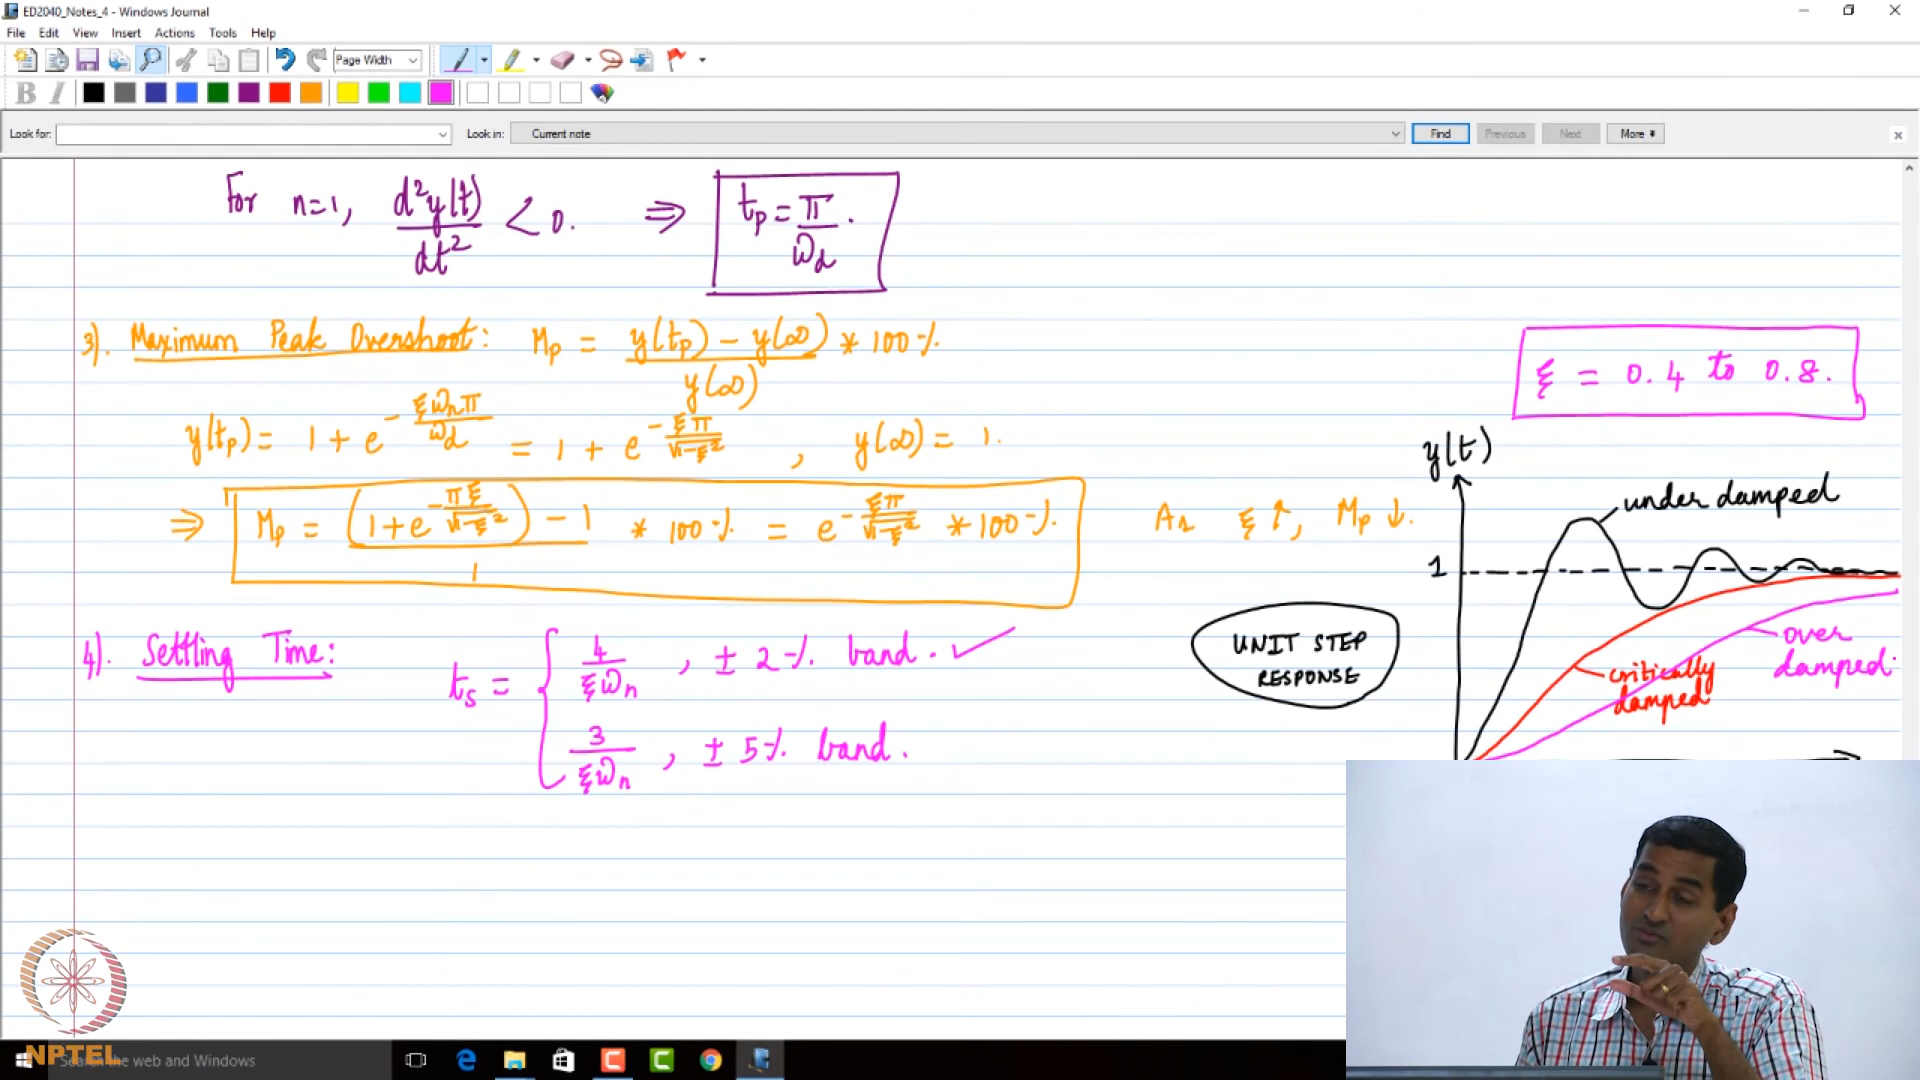 ED2040_Notes_4 - Windows Journal
File Edit View Insert Actions Tools Help
Page Width
B I
Look for: Look in: Current note Find Previous Next More
For n=1, d²y(t)/dt² < 0. ⇒ tp = π/ωd.
3). Maximum Peak Overshoot: Mp = (y(tp) - y(∞))/y(∞) * 100%
ξ = 0.4 to 0.8.
y(tp) = 1 + e^(-ξωnπ/ωd) = 1 + e^(-ξπ/√(1-ξ²)), y(∞) = 1.
⇒ Mp = ((1+e^(-πξ/√(1-ξ²))) - 1)/1 * 100% = e^(-ξπ/√(1-ξ²)) * 100%.
As ξ↑, Mp↓.
y(t)
under damped
1
4). Settling Time: ts = { 4/ξωn, ± 2% band. ✓
3/ξωn, ± 5% band.
UNIT STEP
RESPONSE
critically
damped
over
damped.
NPTEL
Search the web and Windows